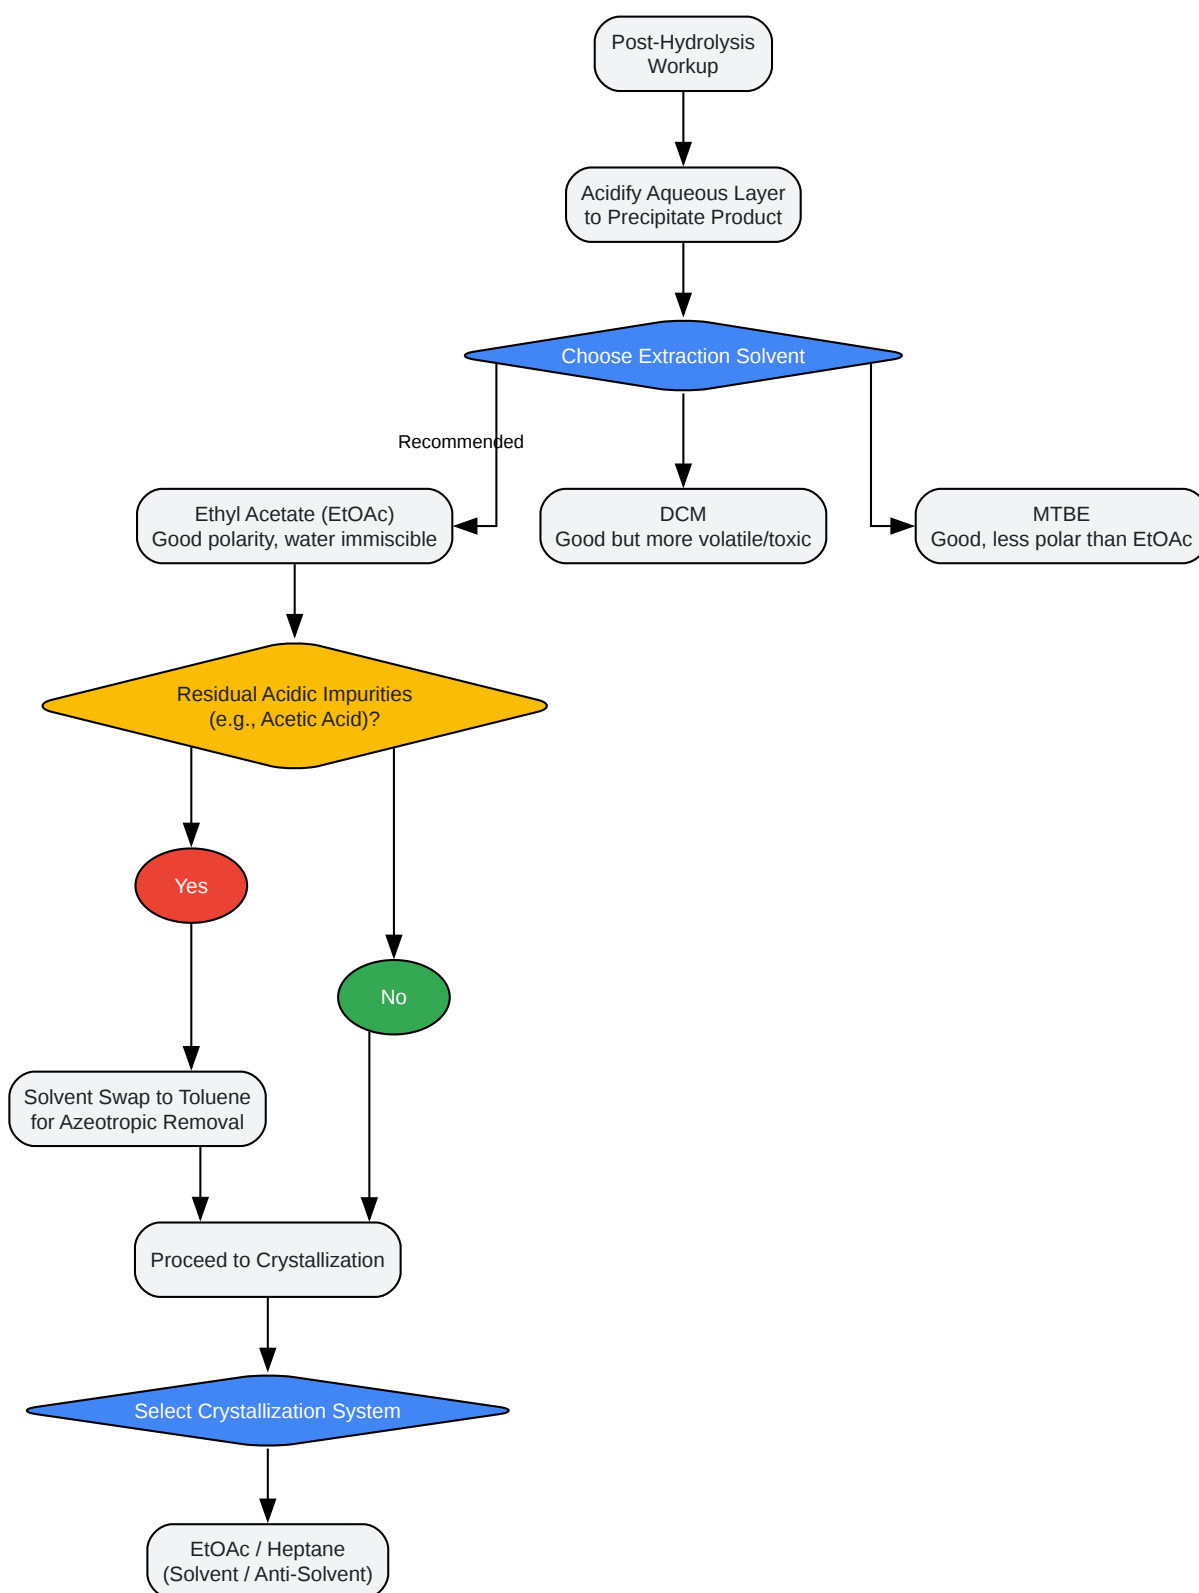 Post-Hydrolysis
Workup
Acidify Aqueous Layer
to Precipitate Product
Choose Extraction Solvent
Recommended
Ethyl Acetate (EtOAc)
Good polarity, water immiscible
DCM
Good but more volatile/toxic
MTBE
Good, less polar than EtOAc
Residual Acidic Impurities
(e.g., Acetic Acid)?
Yes
No
Solvent Swap to Toluene
for Azeotropic Removal
Proceed to Crystallization
Select Crystallization System
EtOAc / Heptane
(Solvent / Anti-Solvent)